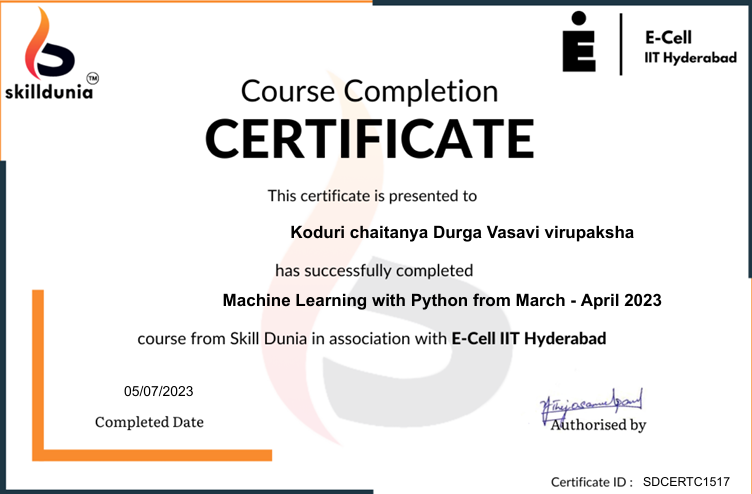 skilldunia
TM
E-Cell
IIT Hyderabad
Course Completion
CERTIFICATE
This certificate is presented to
Koduri chaitanya Durga Vasavi virupaksha
has successfully completed
Machine Learning with Python from March - April 2023
course from Skill Dunia in association with E-Cell IIT Hyderabad
05/07/2023
Completed Date
Authorised by
Certificate ID : SDCERTC1517